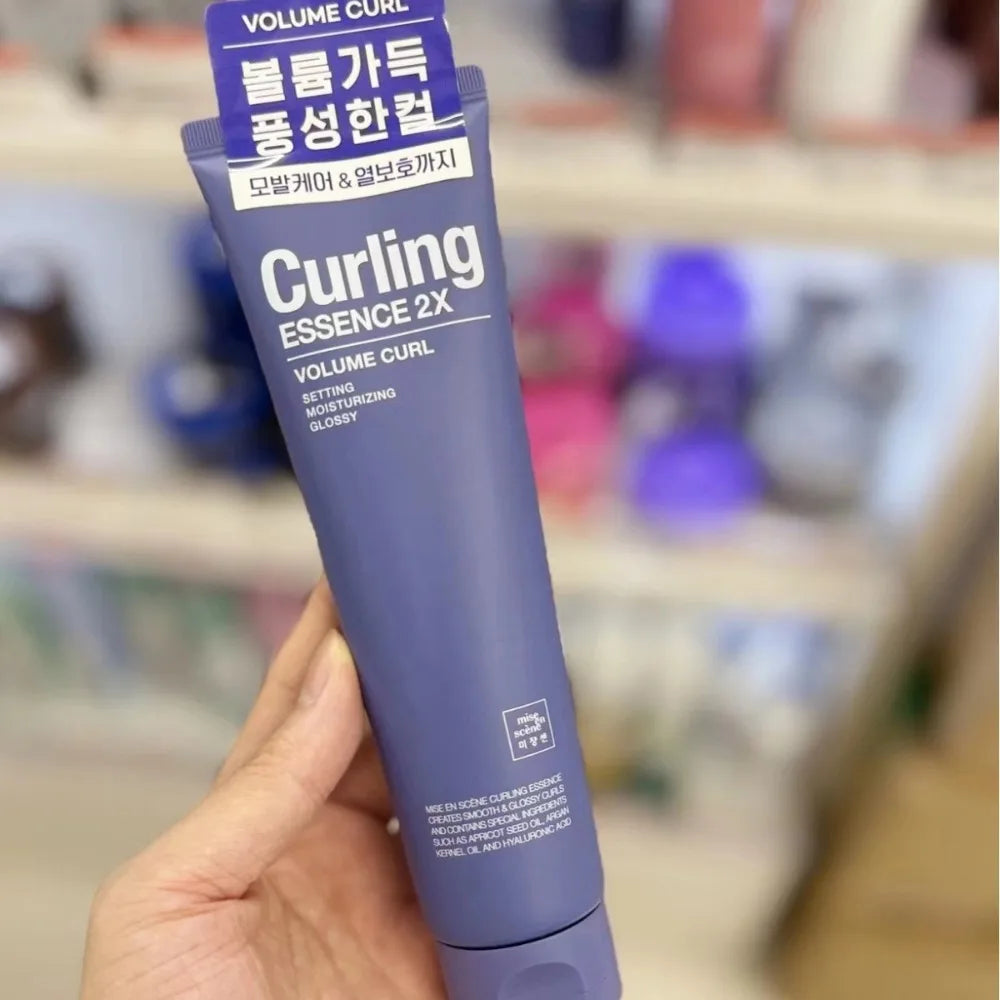 VOLUME CURL
볼륨가득
풍성한컬
모발케어 & 열보호까지
Curling
ESSENCE 2X
VOLUME CURL
SETTING
MOISTURIZING
GLOSSY
mise
en
scène
미쟝센
MISE EN SCÈNE CURLING ESSENCE
CREATES SMOOTH & GLOSSY CURLS
AND CONTAINS SPECIAL INGREDIENTS
SUCH AS APRICOT SEED OIL, ARGAN
KERNEL OIL AND HYALURONIC ACID